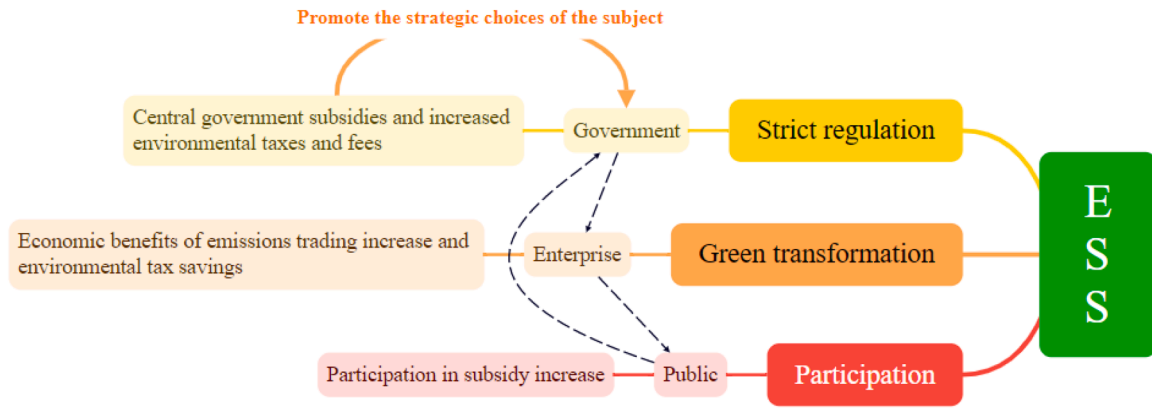 Promote the strategic choices of the subject
Central government subsidies and increased
environmental taxes and fees
Government
Strict regulation
Economic benefits of emissions trading increase and
environmental tax savings
Enterprise
Green transformation
Participation in subsidy increase
Public
Participation
E
S
S